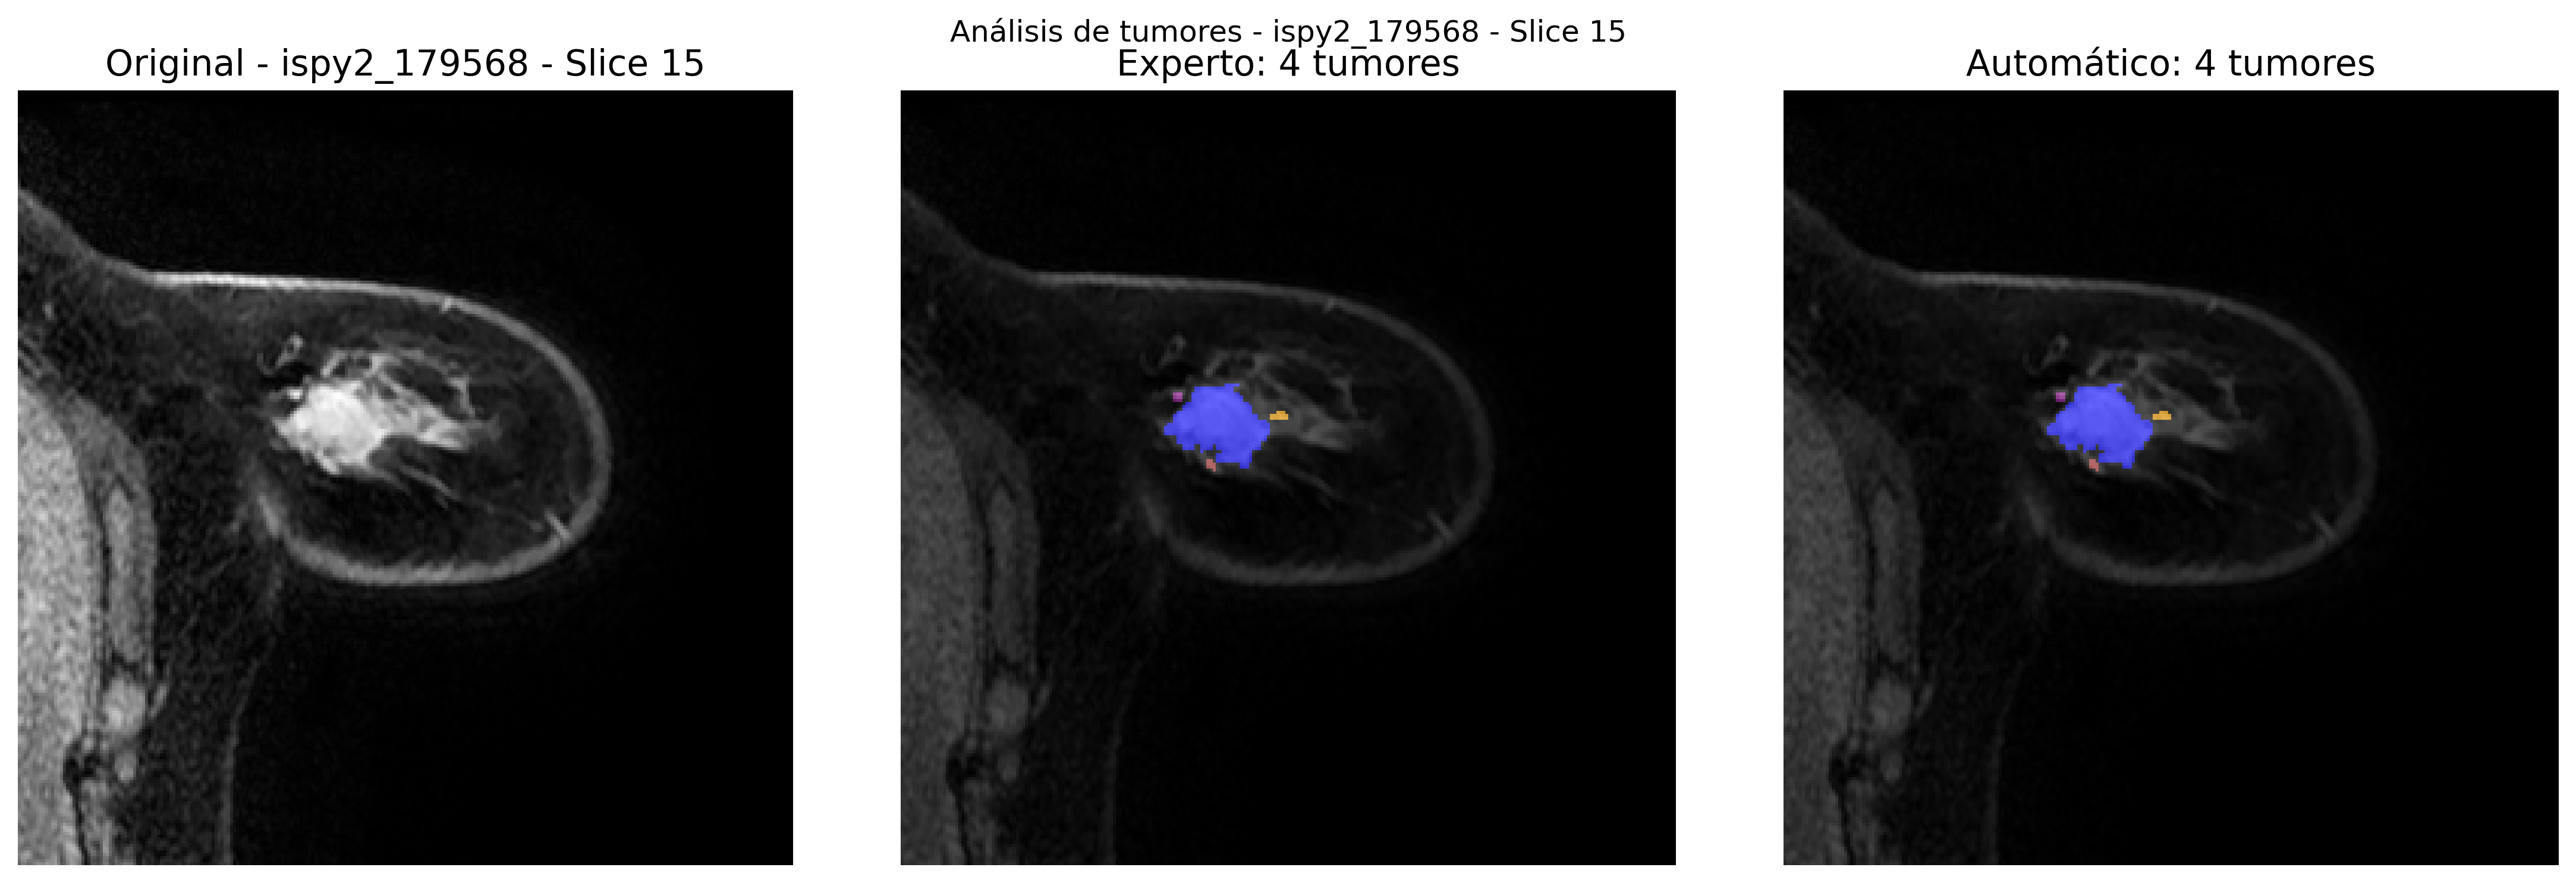 Análisis de tumores - ispy2_179568 - Slice 15
Original - ispy2_179568 - Slice 15
Experto: 4 tumores
Automático: 4 tumores